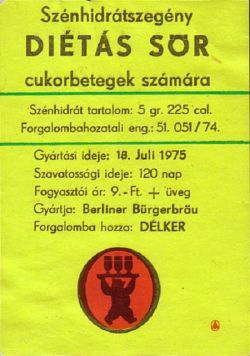 Szénhidrátszegény
DIÉTÁS SÖR
cukorbetegek számára
Szénhidrát tartalom: 5 gr. 225 cal.
Forgalombahozatali eng.: 51. 051/74.
Gyártási ideje: 18. Juli 1975
Szavatossági ideje: 120 nap
Fogyasztói ár: 9.- Ft. + üveg
Gyártja: Berliner Bürgerbräu
Forgalomba hozza: DÉLKER